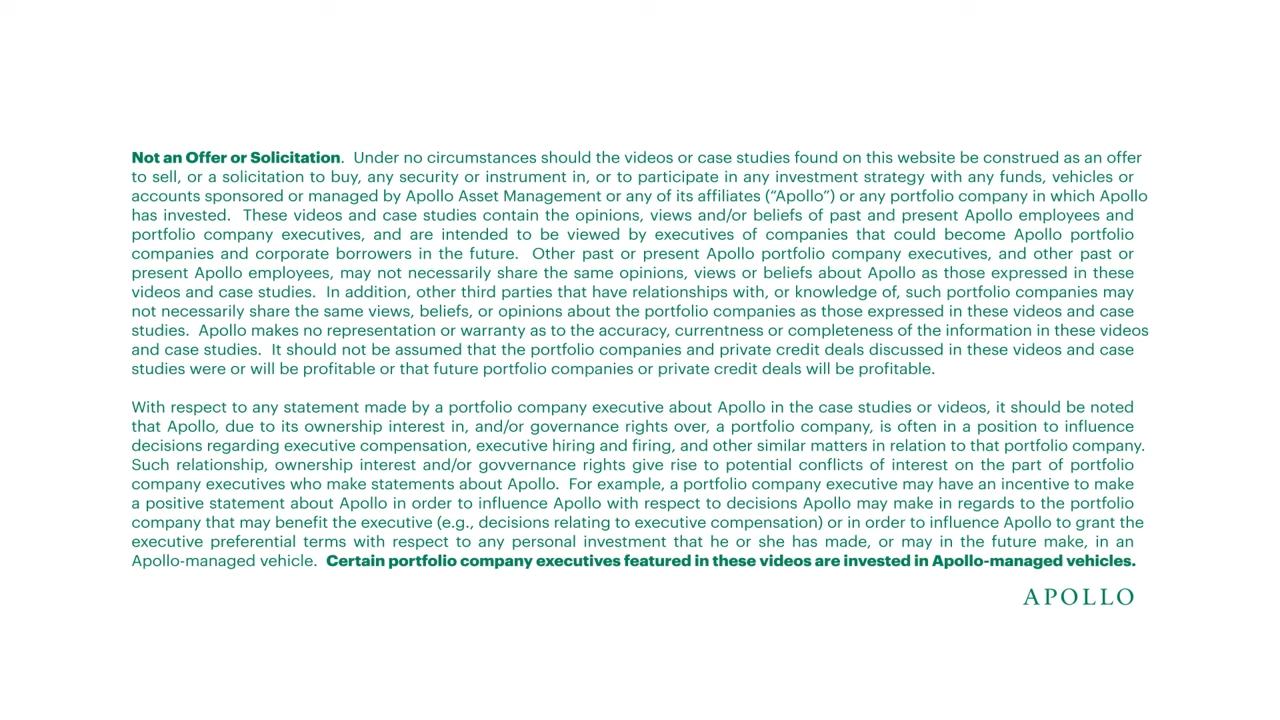 Not an Offer or Solicitation.  Under no circumstances should the videos or case studies found on this website be construed as an offer
to sell, or a solicitation to buy, any security or instrument in, or to participate in any investment strategy with any funds, vehicles or
accounts sponsored or managed by Apollo Asset Management or any of its affiliates (“Apollo”) or any portfolio company in which Apollo
has invested.  These videos and case studies contain the opinions, views and/or beliefs of past and present Apollo employees and
portfolio company executives, and are intended to be viewed by executives of companies that could become Apollo portfolio
companies and corporate borrowers in the future.  Other past or present Apollo portfolio company executives, and other past or
present Apollo employees, may not necessarily share the same opinions, views or beliefs about Apollo as those expressed in these
videos and case studies.  In addition, other third parties that have relationships with, or knowledge of, such portfolio companies may
not necessarily share the same views, beliefs, or opinions about the portfolio companies as those expressed in these videos and case
studies.  Apollo makes no representation or warranty as to the accuracy, currentness or completeness of the information in these videos
and case studies.  It should not be assumed that the portfolio companies and private credit deals discussed in these videos and case
studies were or will be profitable or that future portfolio companies or private credit deals will be profitable.
With respect to any statement made by a portfolio company executive about Apollo in the case studies or videos, it should be noted
that Apollo, due to its ownership interest in, and/or governance rights over, a portfolio company, is often in a position to influence
decisions regarding executive compensation, executive hiring and firing, and other similar matters in relation to that portfolio company.
Such relationship, ownership interest and/or govvernance rights give rise to potential conflicts of interest on the part of portfolio
company executives who make statements about Apollo.  For example, a portfolio company executive may have an incentive to make
a positive statement about Apollo in order to influence Apollo with respect to decisions Apollo may make in regards to the portfolio
company that may benefit the executive (e.g., decisions relating to executive compensation) or in order to influence Apollo to grant the
executive preferential terms with respect to any personal investment that he or she has made, or may in the future make, in an
Apollo-managed vehicle.  Certain portfolio company executives featured in these videos are invested in Apollo-managed vehicles.
APOLLO